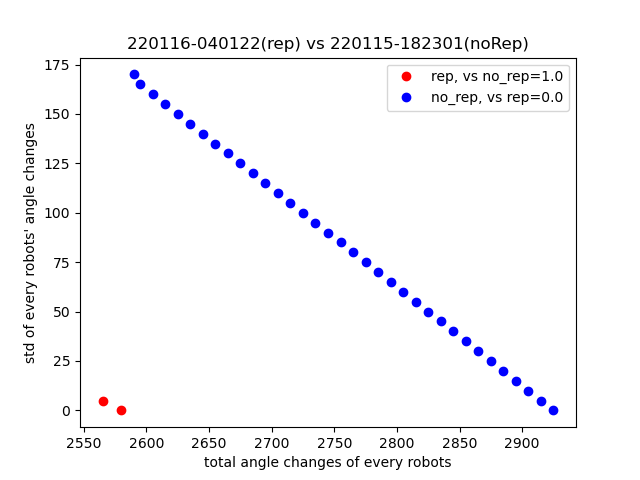 220116-040122(rep) vs 220115-182301(noRep)
rep, vs no_rep=1.0
no_rep, vs rep=0.0
std of every robots' angle changes
175
150
125
100
75
50
25
0
2550 2600 2650 2700 2750 2800 2850 2900
total angle changes of every robots